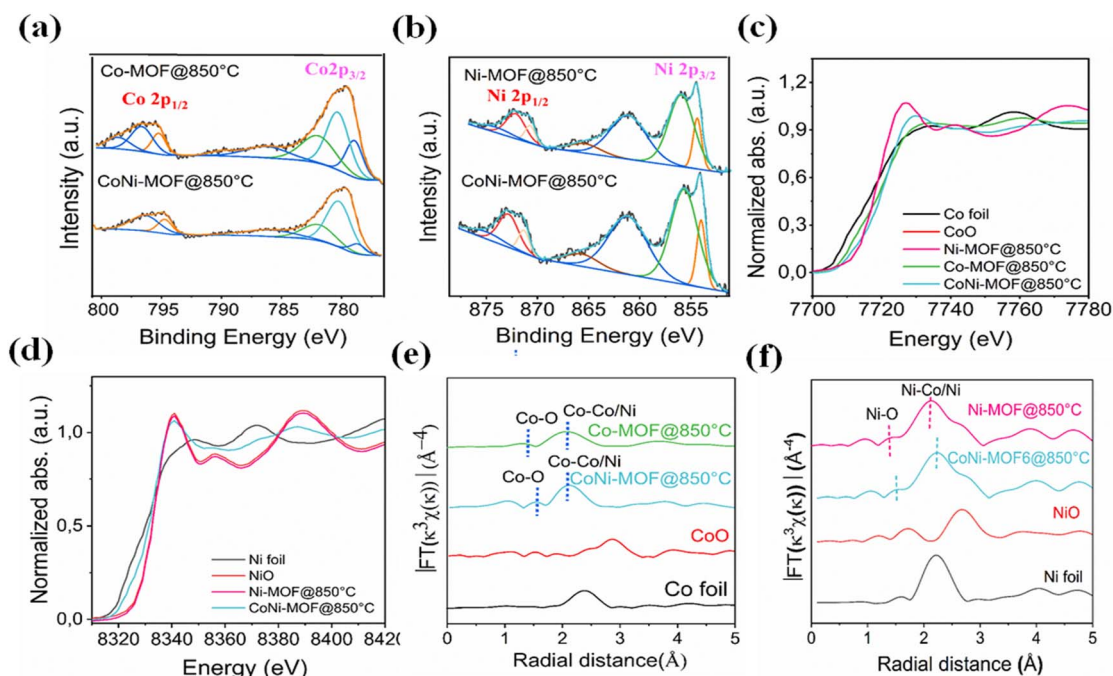 (a)
Co-MOF@850°C
Co2p3/2
Co 2p1/2
CoNi-MOF@850°C
Intensity (a.u.)
800 795 790 785 780
Binding Energy (eV)
(b)
Ni-MOF@850°C
Ni 2p3/2
Ni 2p1/2
CoNi-MOF@850°C
Intensity (a.u.)
875 870 865 860 855
Binding Energy (eV)
(c)
Normalized abs. (a.u.)
1,2
0,9
0,6
0,3
0,0
Co foil
CoO
Ni-MOF@850°C
Co-MOF@850°C
CoNi-MOF@850°C
7700 7720 7740 7760 7780
Energy (eV)
(d)
Normalized abs. (a.u.)
1,0
0,5
0,0
Ni foil
NiO
Ni-MOF@850°C
CoNi-MOF@850°C
8320 8340 8360 8380 8400 8420
Energy (eV)
(e)
|FT(κ³χ(κ))| (Å–4)
Co-O
Co-Co/Ni
Co-MOF@850°C
Co-O
Co-Co/Ni
CoNi-MOF@850°C
CoO
Co foil
0 1 2 3 4 5
Radial distance(Å)
(f)
|FT(κ³χ(κ))| (Å-4)
Ni-Co/Ni
Ni-O
Ni-MOF@850°C
CoNi-MOF6@850°C
NiO
Ni foil
0 1 2 3 4 5
Radial distance (Å)